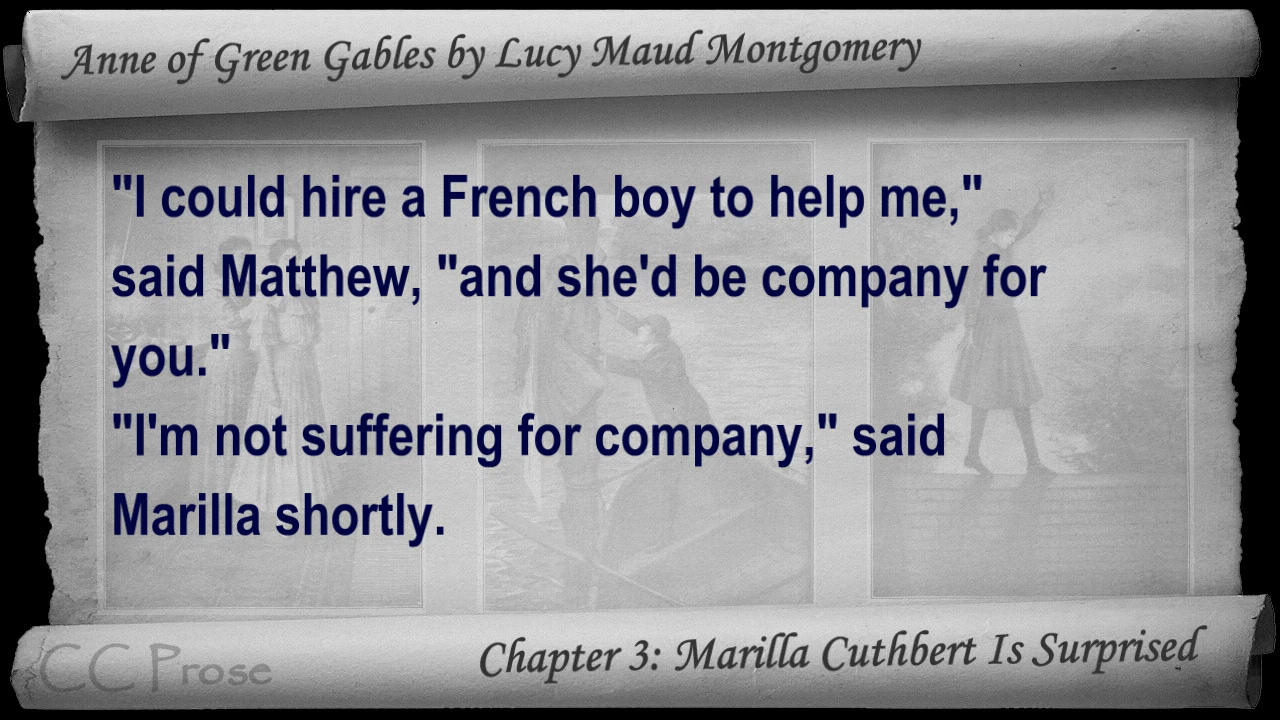 Anne of Green Gables by Lucy Maud Montgomery
"I could hire a French boy to help me,"
said Matthew, "and she'd be company for
you."
"I'm not suffering for company," said
Marilla shortly.
CC Prose
Chapter 3: Marilla Cuthbert Is Surprised